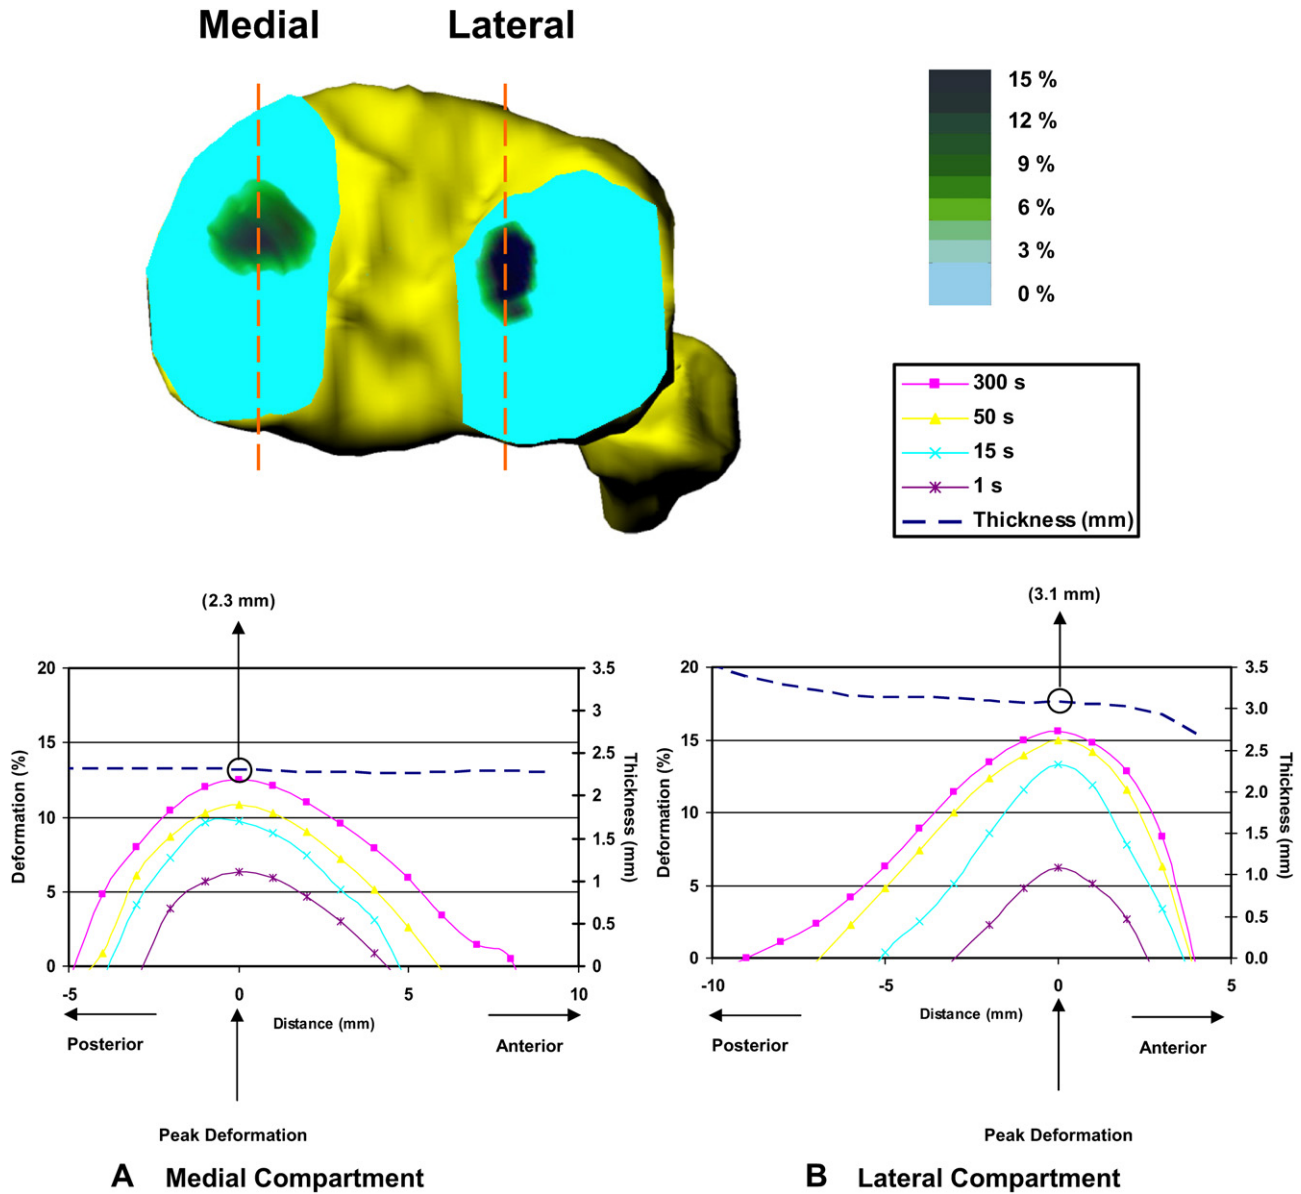 Medial Lateral
15 %
12 %
9 %
6 %
3 %
0 %
300 s
50 s
15 s
1 s
Thickness (mm)
(2.3 mm)
20
15
10
5
0
Deformation (%)
3.5
3
2.5
2
1.5
1
0.5
0
Thickness (mm)
-5 0 5 10
Distance (mm)
Posterior
Anterior
Peak Deformation
A Medial Compartment
(3.1 mm)
20
15
10
5
0
Deformation (%)
3.5
3.0
2.5
2.0
1.5
1.0
0.5
0.0
Thickness (mm)
-10 -5 0 5
Distance (mm)
Posterior
Anterior
Peak Deformation
B Lateral Compartment